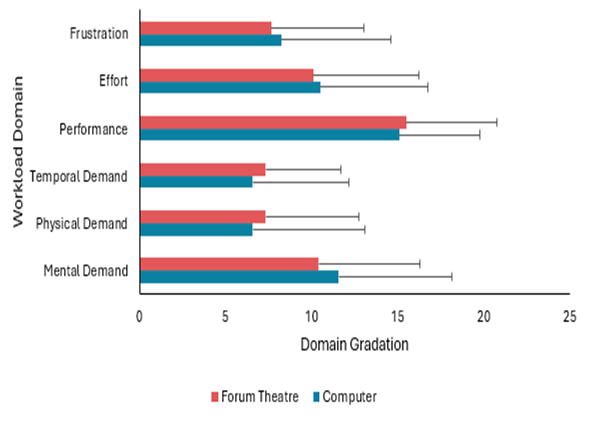 Workload Domain
Frustration
Effort
Performance
Temporal Demand
Physical Demand
Mental Demand
0 5 10 15 20 25
Domain Gradation
Forum Theatre Computer